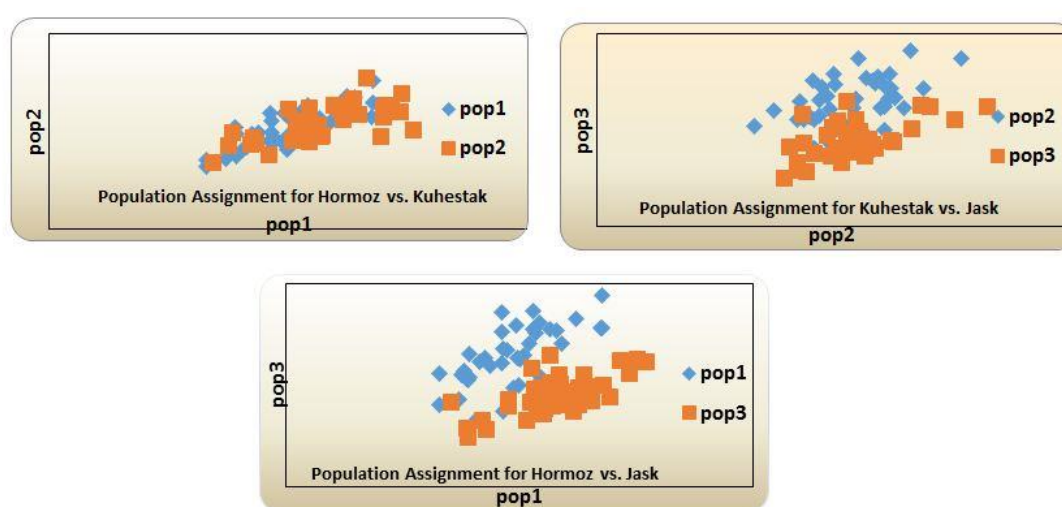 pop2
pop1
pop2
Population Assignment for Hormoz vs. Kuhestak
pop1
pop3
pop2
pop3
Population Assignment for Kuhestak vs. Jask
pop2
pop3
pop1
pop3
Population Assignment for Hormoz vs. Jask
pop1